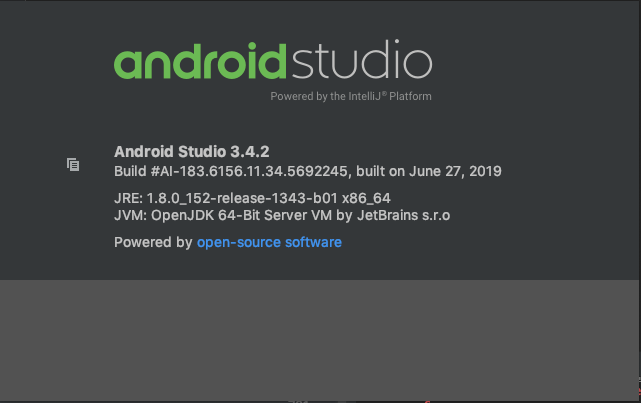 androidstudio
Powered by the IntelliJ® Platform
Android Studio 3.4.2
Build #AI-183.6156.11.34.5692245, built on June 27, 2019
JRE: 1.8.0_152-release-1343-b01 x86_64
JVM: OpenJDK 64-Bit Server VM by JetBrains s.r.o
Powered by open-source software